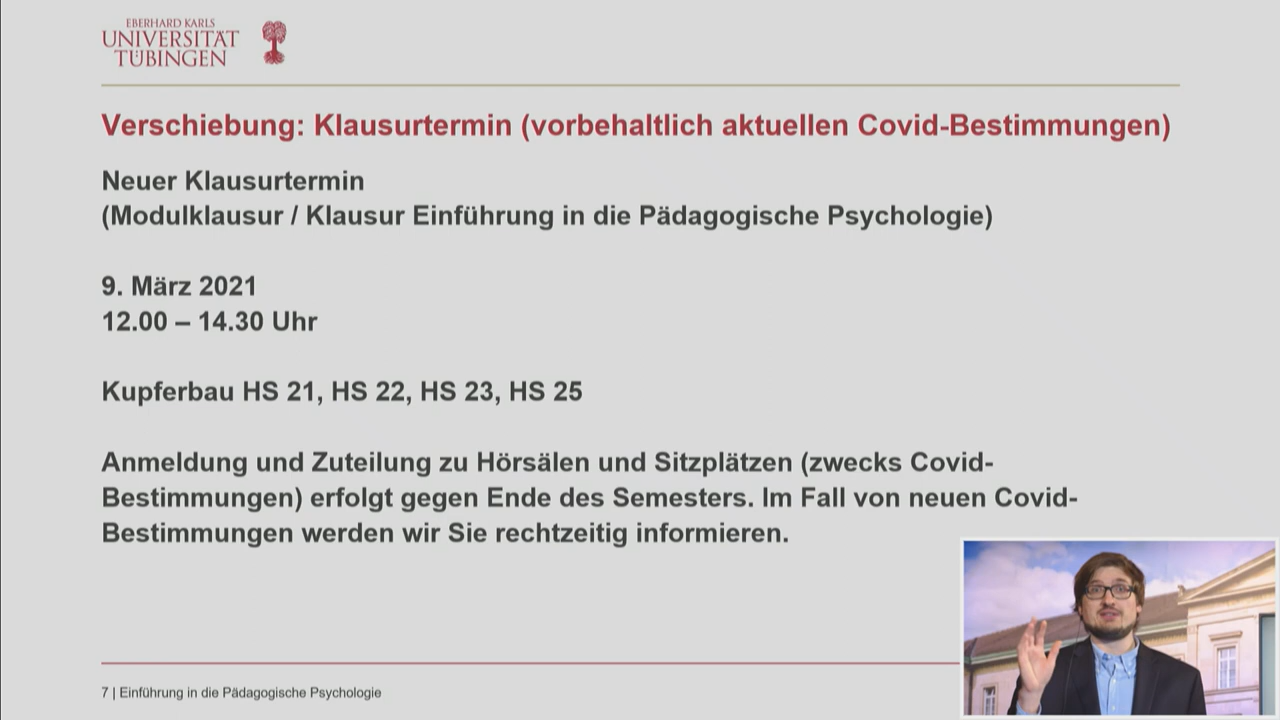 EBERHARD KARLS
UNIVERSITÄT
TÜBINGEN
Verschiebung: Klausurtermin (vorbehaltlich aktuellen Covid-Bestimmungen)
Neuer Klausurtermin
(Modulklausur / Klausur Einführung in die Pädagogische Psychologie)
9. März 2021
12.00 – 14.30 Uhr
Kupferbau HS 21, HS 22, HS 23, HS 25
Anmeldung und Zuteilung zu Hörsälen und Sitzplätzen (zwecks Covid-
Bestimmungen) erfolgt gegen Ende des Semesters. Im Fall von neuen Covid-
Bestimmungen werden wir Sie rechtzeitig informieren.
7 | Einführung in die Pädagogische Psychologie